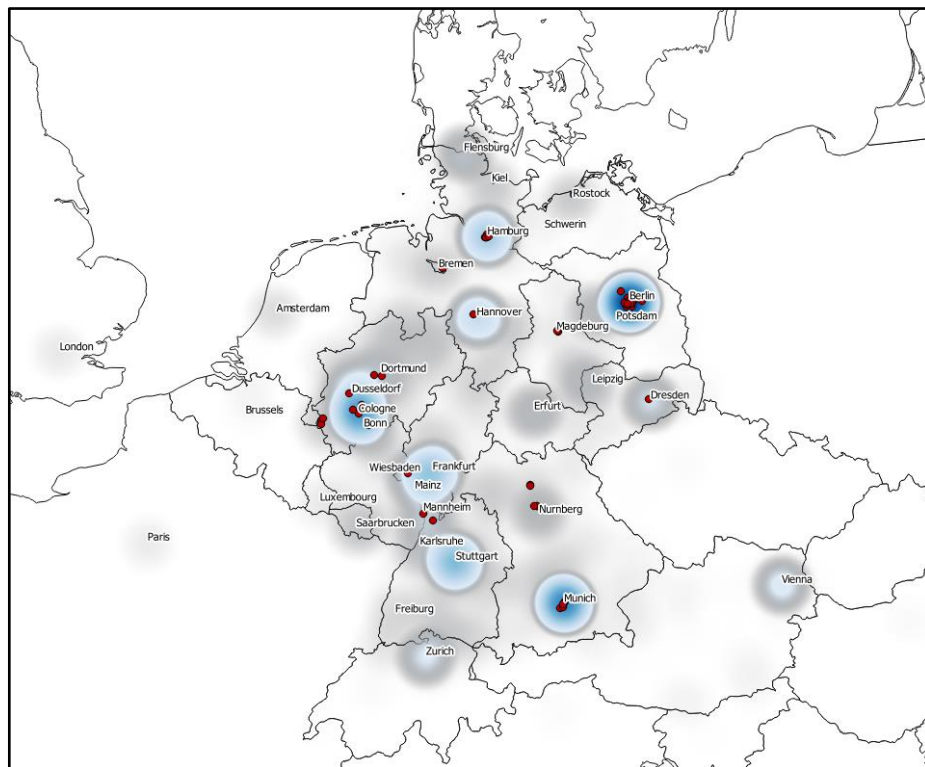 Flensburg
Kiel
Rostock
Schwerin
Hamburg
Bremen
Berlin
Amsterdam
Hannover
Potsdam
Magdeburg
London
Dortmund
Leipzig
Dusseldorf
Dresden
Brussels
Cologne
Erfurt
Bonn
Wiesbaden
Frankfurt
Mainz
Luxembourg
Mannheim
Nurnberg
Saarbrucken
Paris
Karlsruhe
Stuttgart
Vienna
Munich
Freiburg
Zurich